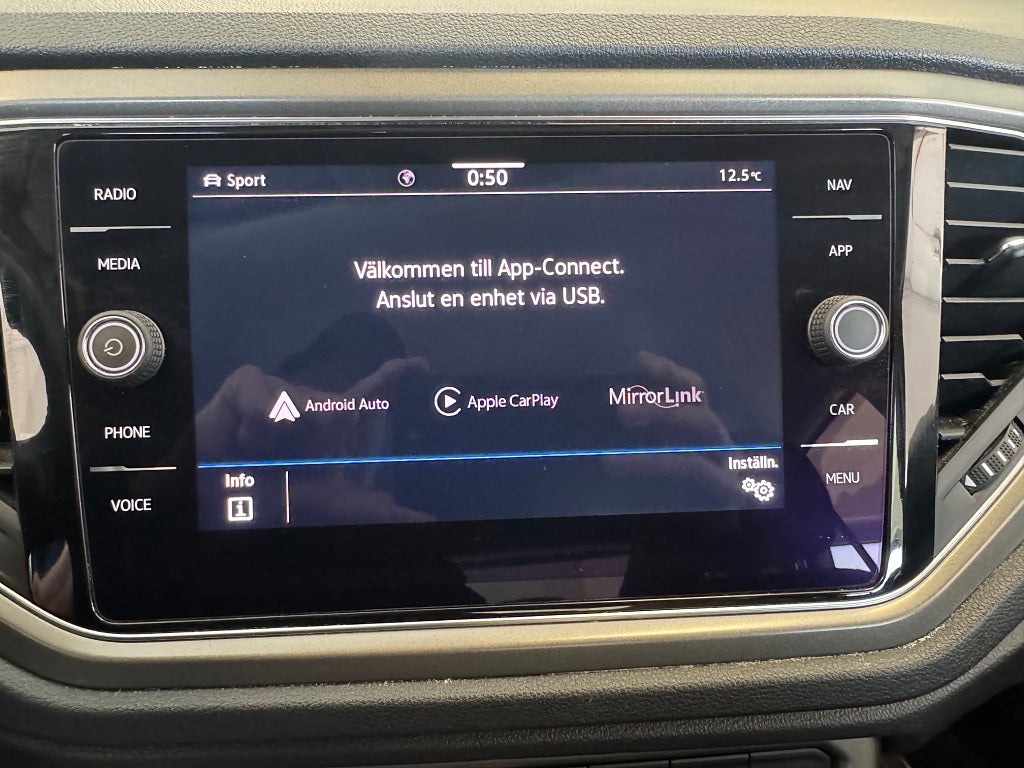 RADIO
MEDIA
PHONE
VOICE
Sport
0:50
12.5°C
Välkommen till App-Connect.
Anslut en enhet via USB.
Android Auto
Apple CarPlay
MirrorLink
Info
i
Inställn.
NAV
APP
CAR
MENU